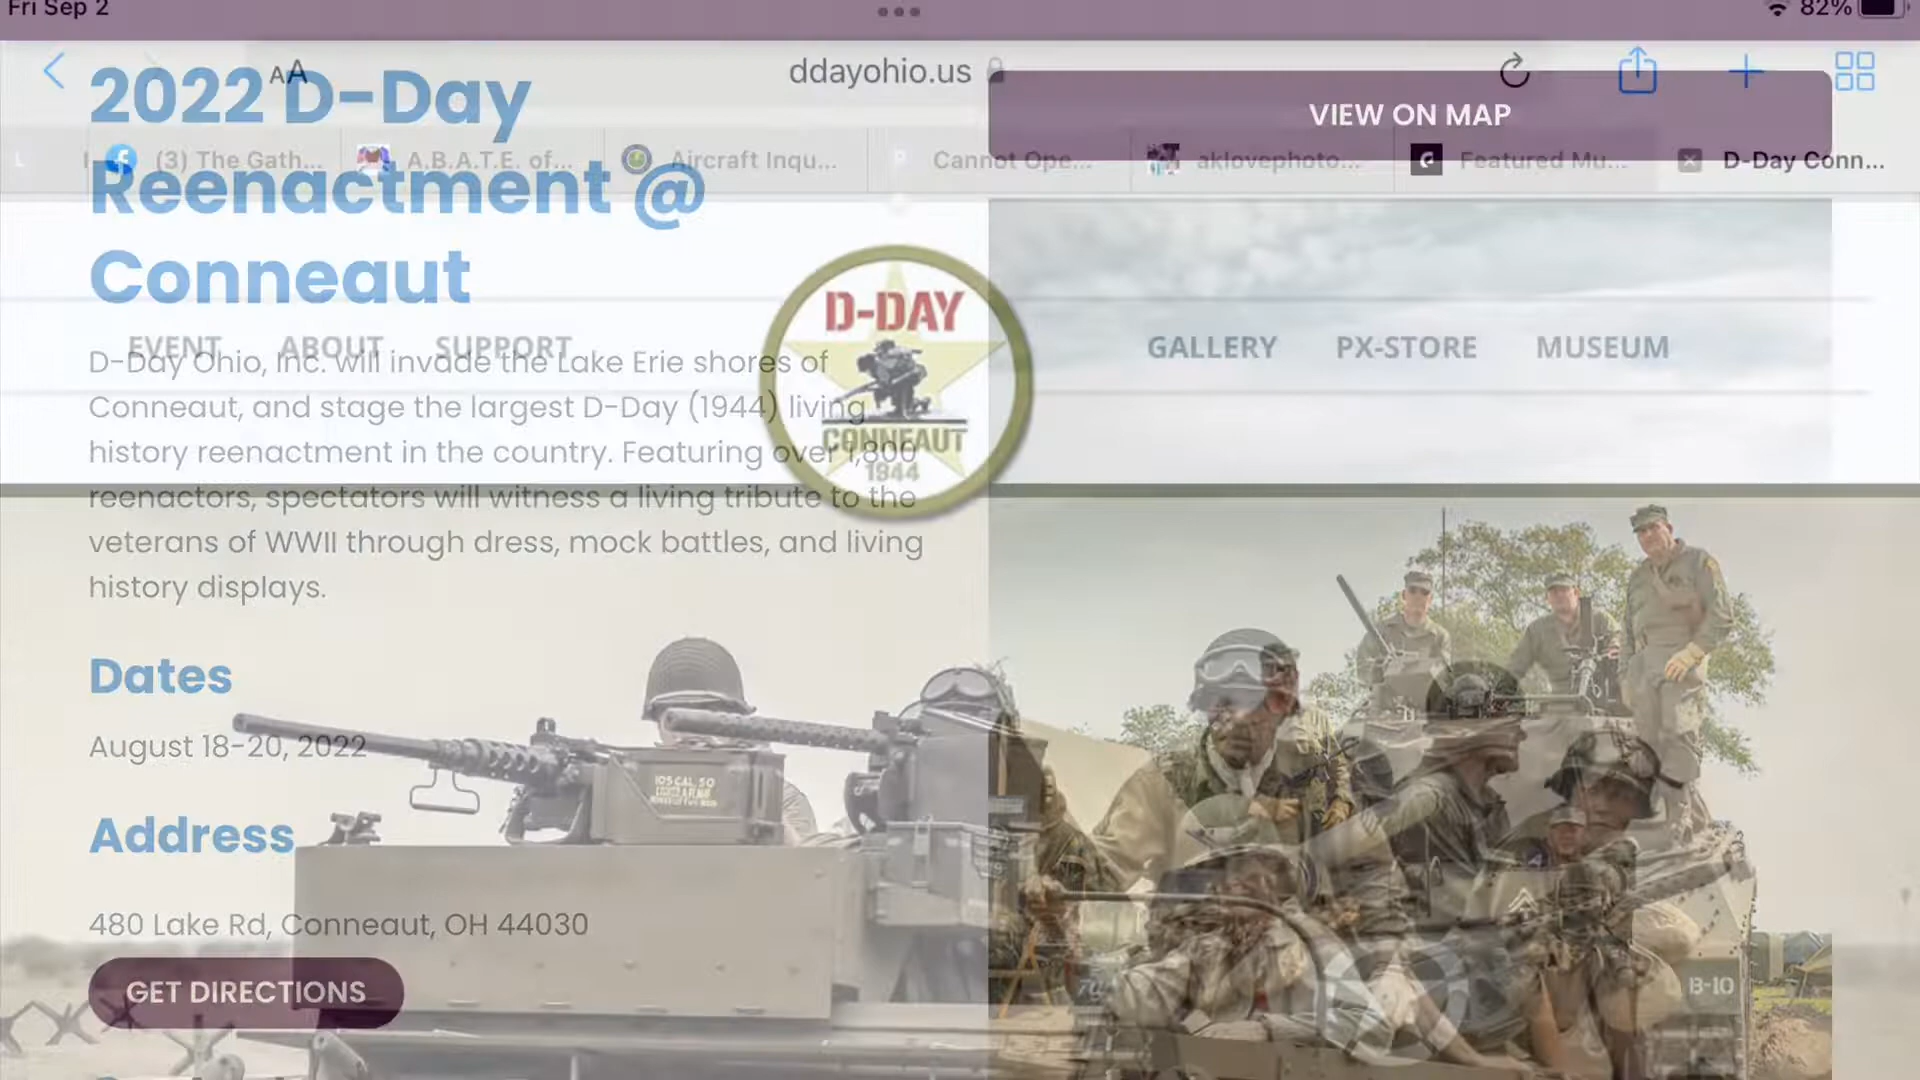 Fri Sep 2
82%
AA
ddayohio.us
VIEW ON MAP
(3) The Gath...
A.B.A.T.E. of...
Aircraft Inqu...
Cannot Ope...
aklovephoto...
Featured Mu...
D-Day Conn...
2022 D-Day
Reenactment @
Conneaut
EVENT ABOUT SUPPORT
GALLERY PX-STORE MUSEUM
D-DAY
CONNEAUT
1944
D-Day Ohio, Inc. will invade the Lake Erie shores of
Conneaut, and stage the largest D-Day (1944) living
history reenactment in the country. Featuring over 1,800
reenactors, spectators will witness a living tribute to the
veterans of WWII through dress, mock battles, and living
history displays.
Dates
August 18-20, 2022
105 CAL. 50
Address
480 Lake Rd, Conneaut, OH 44030
GET DIRECTIONS
B-10